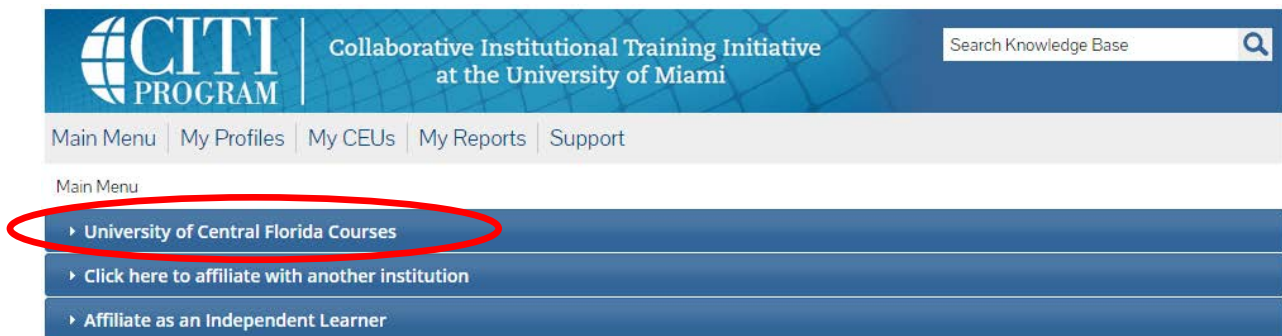 CITI
PROGRAM
Collaborative Institutional Training Initiative
at the University of Miami
Search Knowledge Base
Main Menu My Profiles My CEUs My Reports Support
Main Menu
University of Central Florida Courses
Click here to affiliate with another institution
Affiliate as an Independent Learner